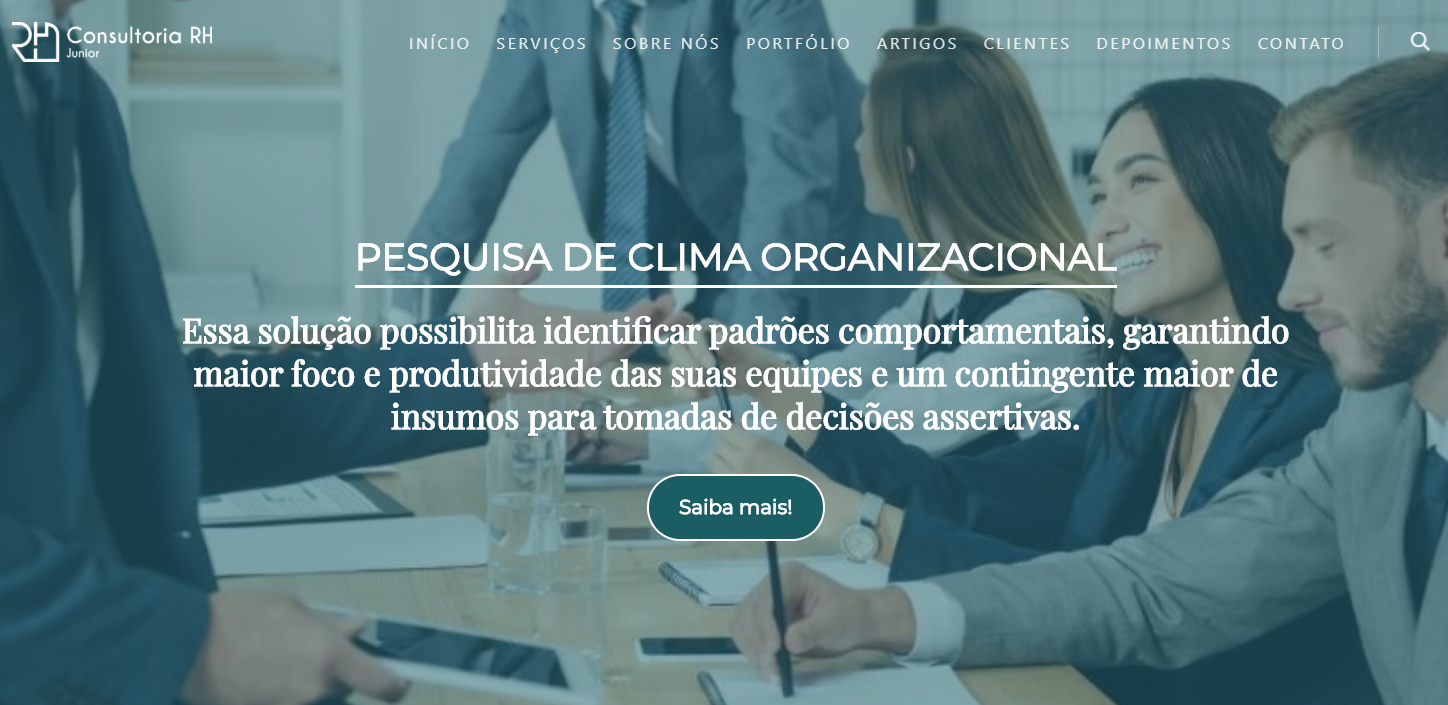 Consultoria RH
Junior
INÍCIO SERVIÇOS SOBRE NÓS PORTFÓLIO ARTIGOS CLIENTES DEPOIMENTOS CONTATO
PESQUISA DE CLIMA ORGANIZACIONAL
Essa solução possibilita identificar padrões comportamentais, garantindo
maior foco e produtividade das suas equipes e um contingente maior de
insumos para tomadas de decisões assertivas.
Saiba mais!